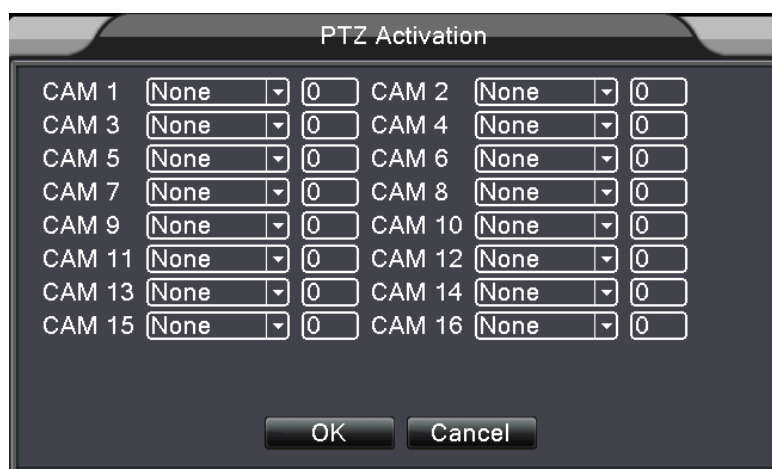 PTZ Activation
CAM 1 None 0 CAM 2 None 0
CAM 3 None 0 CAM 4 None 0
CAM 5 None 0 CAM 6 None 0
CAM 7 None 0 CAM 8 None 0
CAM 9 None 0 CAM 10 None 0
CAM 11 None 0 CAM 12 None 0
CAM 13 None 0 CAM 14 None 0
CAM 15 None 0 CAM 16 None 0
OK Cancel